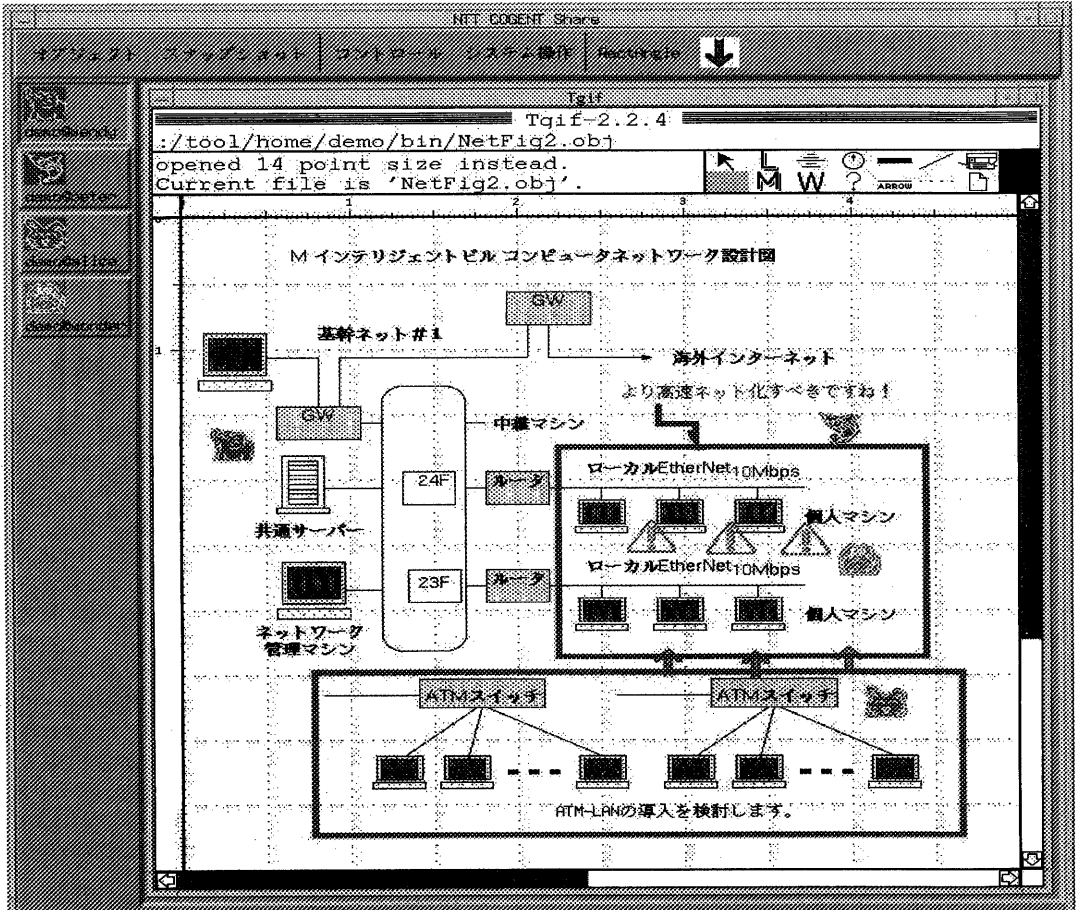 NTT COGENT Share
オブジェクト スナップショット コントロール システム操作 Rectangle
Tgif
Tgif-2.2.4
:/tool/home/demo/bin/NetFig2.obj
opened 14 point size instead.
Current file is 'NetFig2.obj'.
L
M W ? ARROW
1 2 3 4
M インテリジェントビル コンピュータネットワーク設計図
GW
基幹ネット#1
1
海外インターネット
より高速ネット化すべきですね!
GW
中継マシン
ローカルEtherNet10Mbps
24F
ルータ
個人マシン
共通サーバー
ローカルEtherNet10Mbps
23F
ルータ
個人マシン
ネットワーク
管理マシン
ATMスイッチ
ATMスイッチ
ATM-LANの導入を検討します。